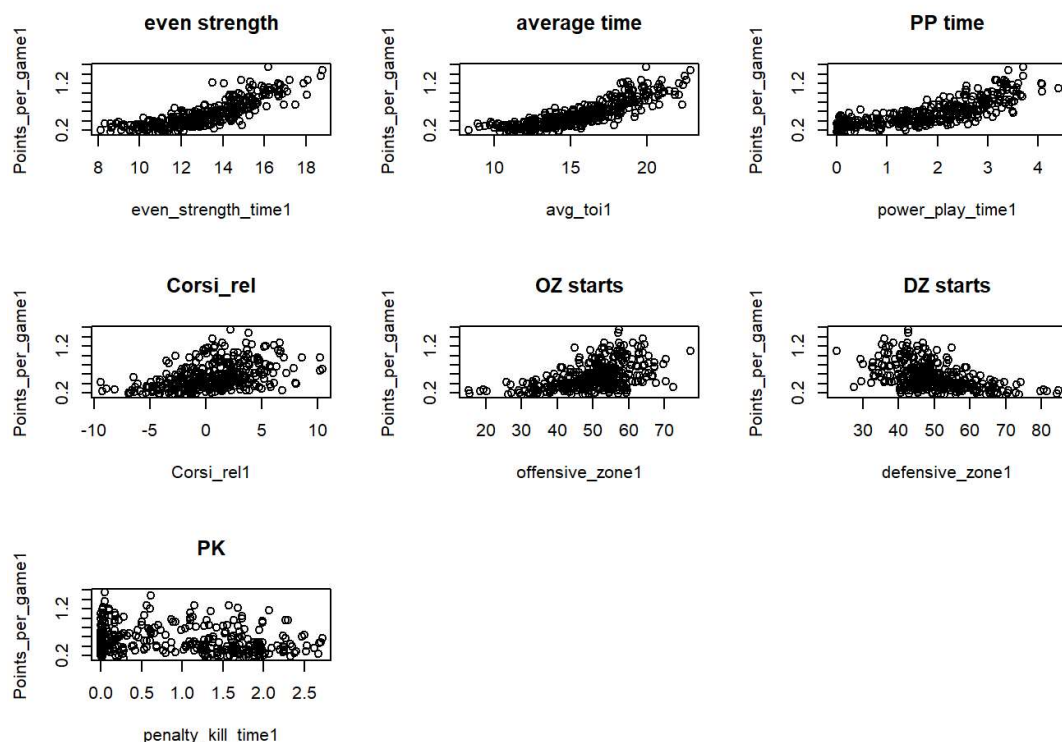 even strength
Points_per_game1
0.2 1.2
8 10 12 14 16 18
even_strength_time1
average time
Points_per_game1
0.2 1.2
10 15 20
avg_toi1
PP time
Points_per_game1
0.2 1.2
0 1 2 3 4
power_play_time1
Corsi_rel
Points_per_game1
0.2 1.2
-10 -5 0 5 10
Corsi_rel1
OZ starts
Points_per_game1
0.2 1.2
20 30 40 50 60 70
offensive_zone1
DZ starts
Points_per_game1
0.2 1.2
30 40 50 60 70 80
defensive_zone1
PK
Points_per_game1
0.2 1.2
0.0 0.5 1.0 1.5 2.0 2.5
penalty_kill_time1